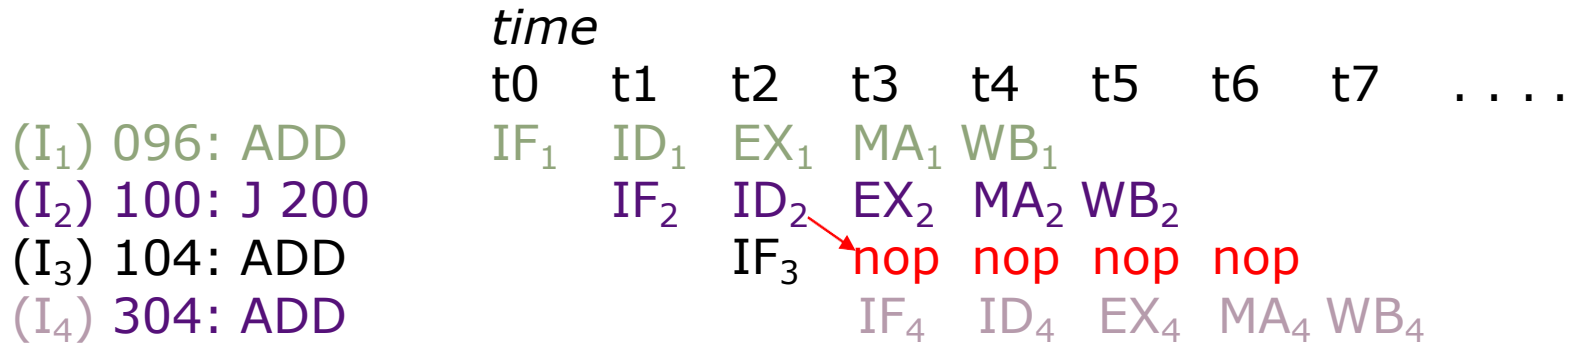 time
t0 t1 t2 t3 t4 t5 t6 t7 . . . .
(I₁) 096: ADD IF₁ ID₁ EX₁ MA₁ WB₁
(I₂) 100: J 200 IF₂ ID₂ EX₂ MA₂ WB₂
(I₃) 104: ADD IF₃ nop nop nop nop
(I₄) 304: ADD IF₄ ID₄ EX₄ MA₄ WB₄